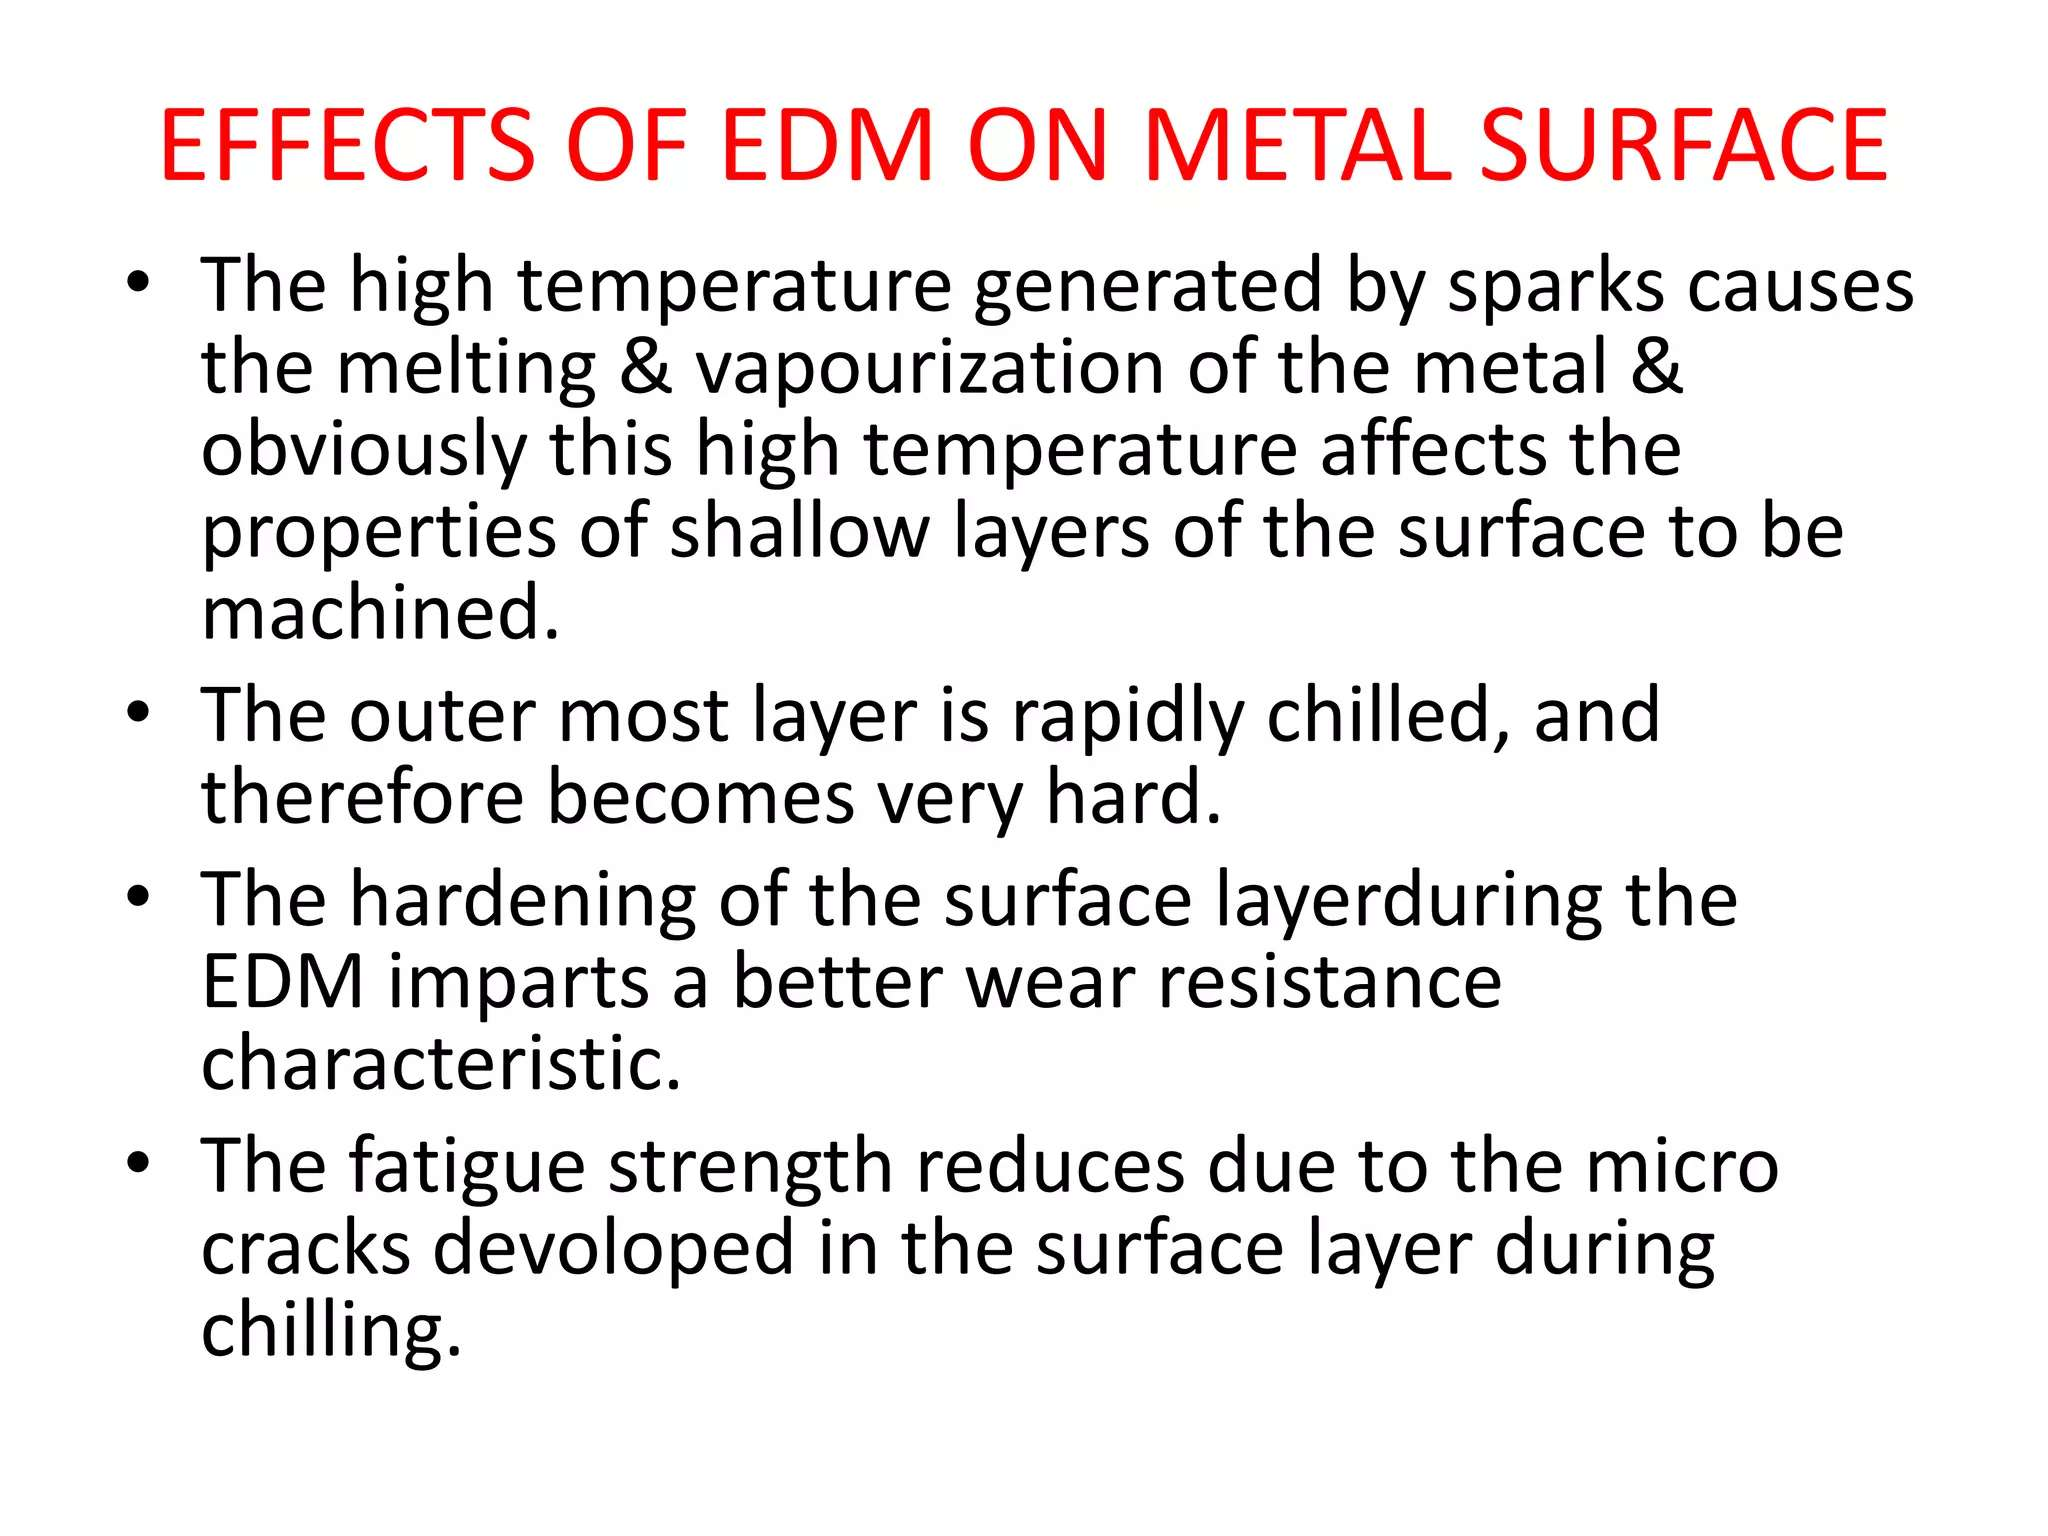 EFFECTS OF EDM ON METAL SURFACE
• The high temperature generated by sparks causes
the melting & vapourization of the metal &
obviously this high temperature affects the
properties of shallow layers of the surface to be
machined.
• The outer most layer is rapidly chilled, and
therefore becomes very hard.
• The hardening of the surface layerduring the
EDM imparts a better wear resistance
characteristic.
• The fatigue strength reduces due to the micro
cracks devoloped in the surface layer during
chilling.